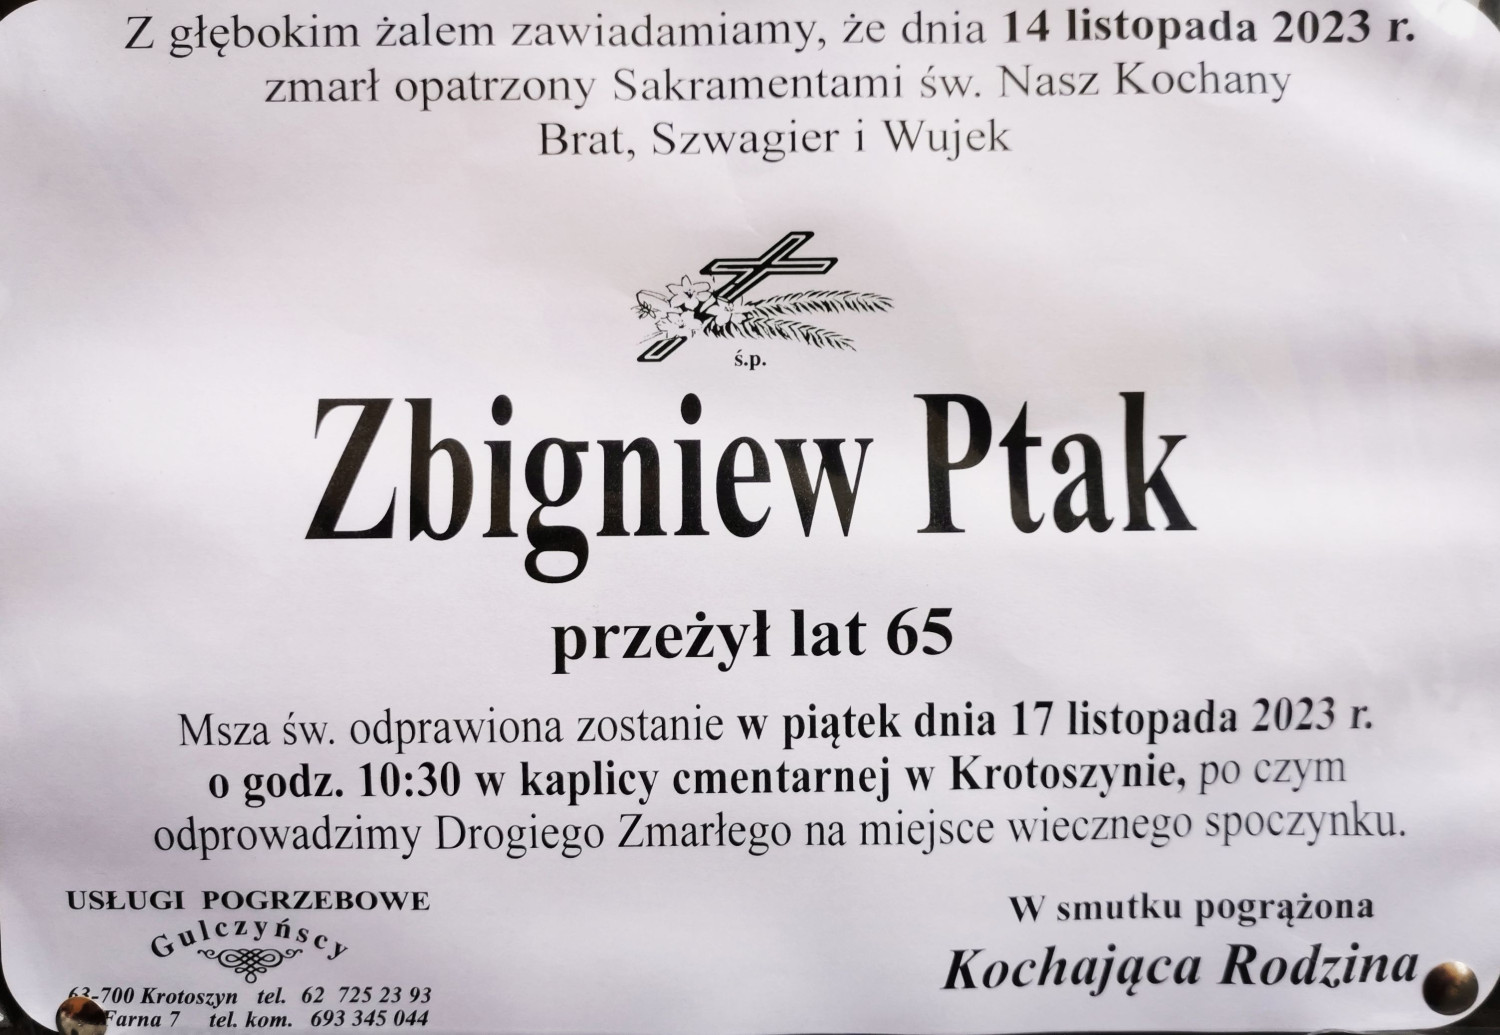 Z głębokim żalem zawiadamiamy, że dnia 14 listopada 2023 r.
zmarł opatrzony Sakramentami św. Nasz Kochany
Brat, Szwagier i Wujek
ś.p.
Zbigniew Ptak
przeżył lat 65
Msza św. odprawiona zostanie w piątek dnia 17 listopada 2023 r.
o godz. 10:30 w kaplicy cmentarnej w Krotoszynie, po czym
odprowadzimy Drogiego Zmarłego na miejsce wiecznego spoczynku.
USŁUGI POGRZEBOWE
Gulczyńscy
63-700 Krotoszyn tel. 62 725 23 93
Farna 7 tel. kom. 693 345 044
W smutku pogrążona
Kochająca Rodzina